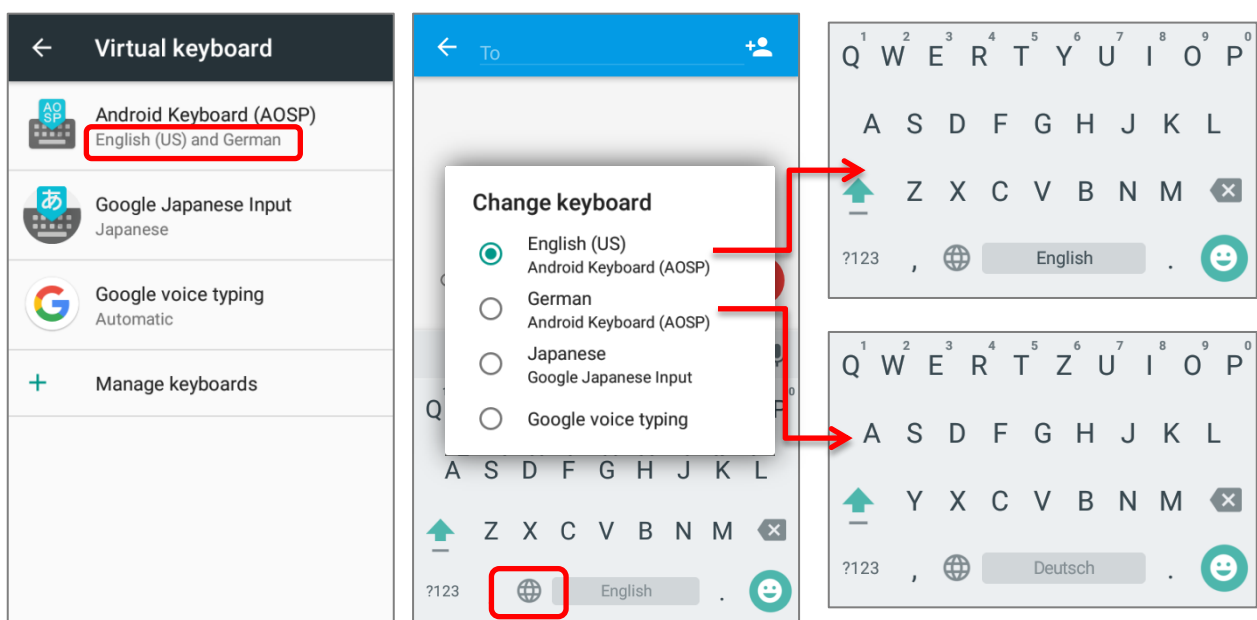 Virtual keyboard
AO
SP
Android Keyboard (AOSP)
English (US) and German
あ
Google Japanese Input
Japanese
G
Google voice typing
Automatic
+ Manage keyboards
To
Change keyboard
English (US)
Android Keyboard (AOSP)
German
Android Keyboard (AOSP)
Japanese
Google Japanese Input
Google voice typing
Q P 0
A S D F G H J K L
Z X C V B N M
?123 English .
1 2 3 4 5 6 7 8 9 0
Q W E R T Y U I O P
A S D F G H J K L
Z X C V B N M
?123 , English .
1 2 3 4 5 6 7 8 9 0
Q W E R T Z U I O P
A S D F G H J K L
Y X C V B N M
?123 , Deutsch .